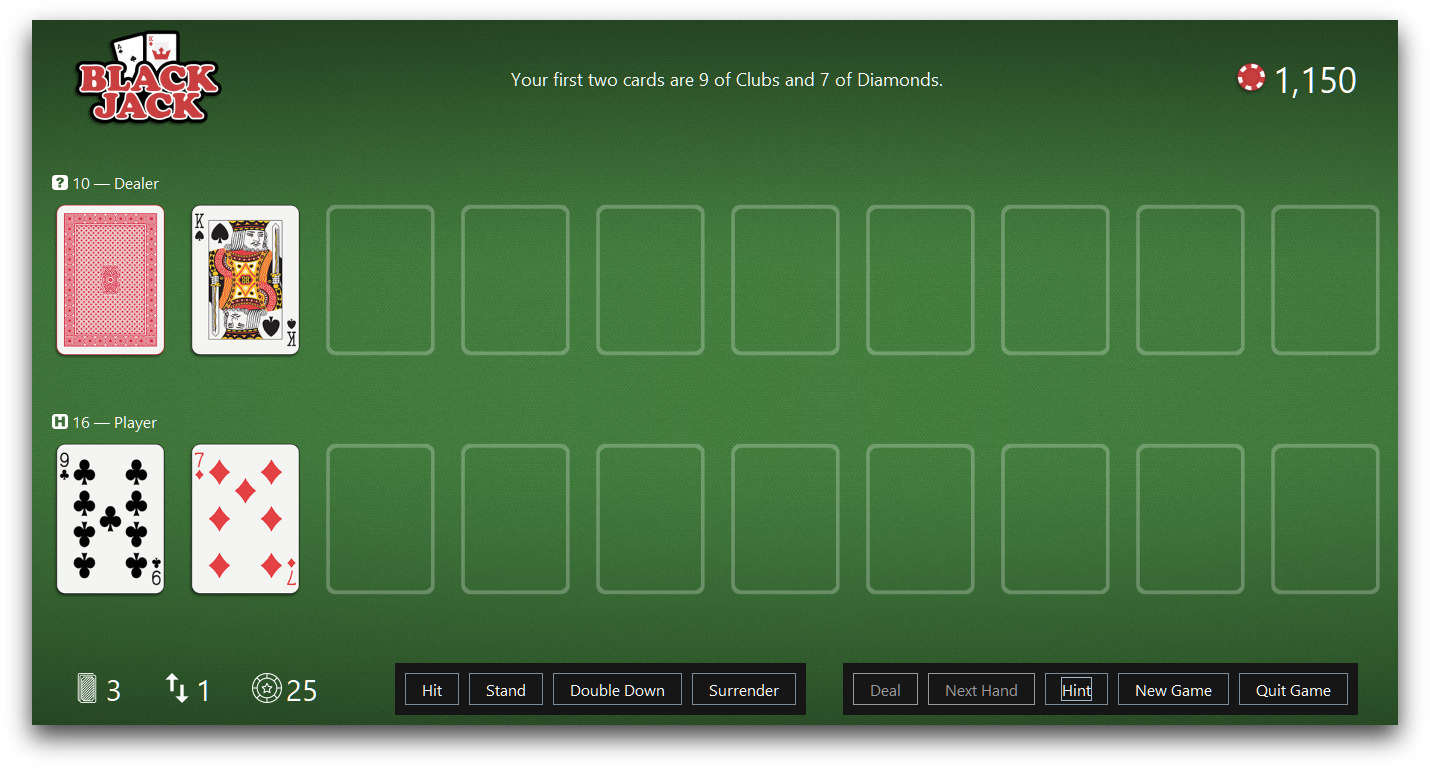 A
K
BLACK
JACK
Your first two cards are 9 of Clubs and 7 of Diamonds.
1,150
? 10 — Dealer
K
K
H 16 — Player
9
9
7
7
3
1
25
Hit
Stand
Double Down
Surrender
Deal
Next Hand
Hint
New Game
Quit Game